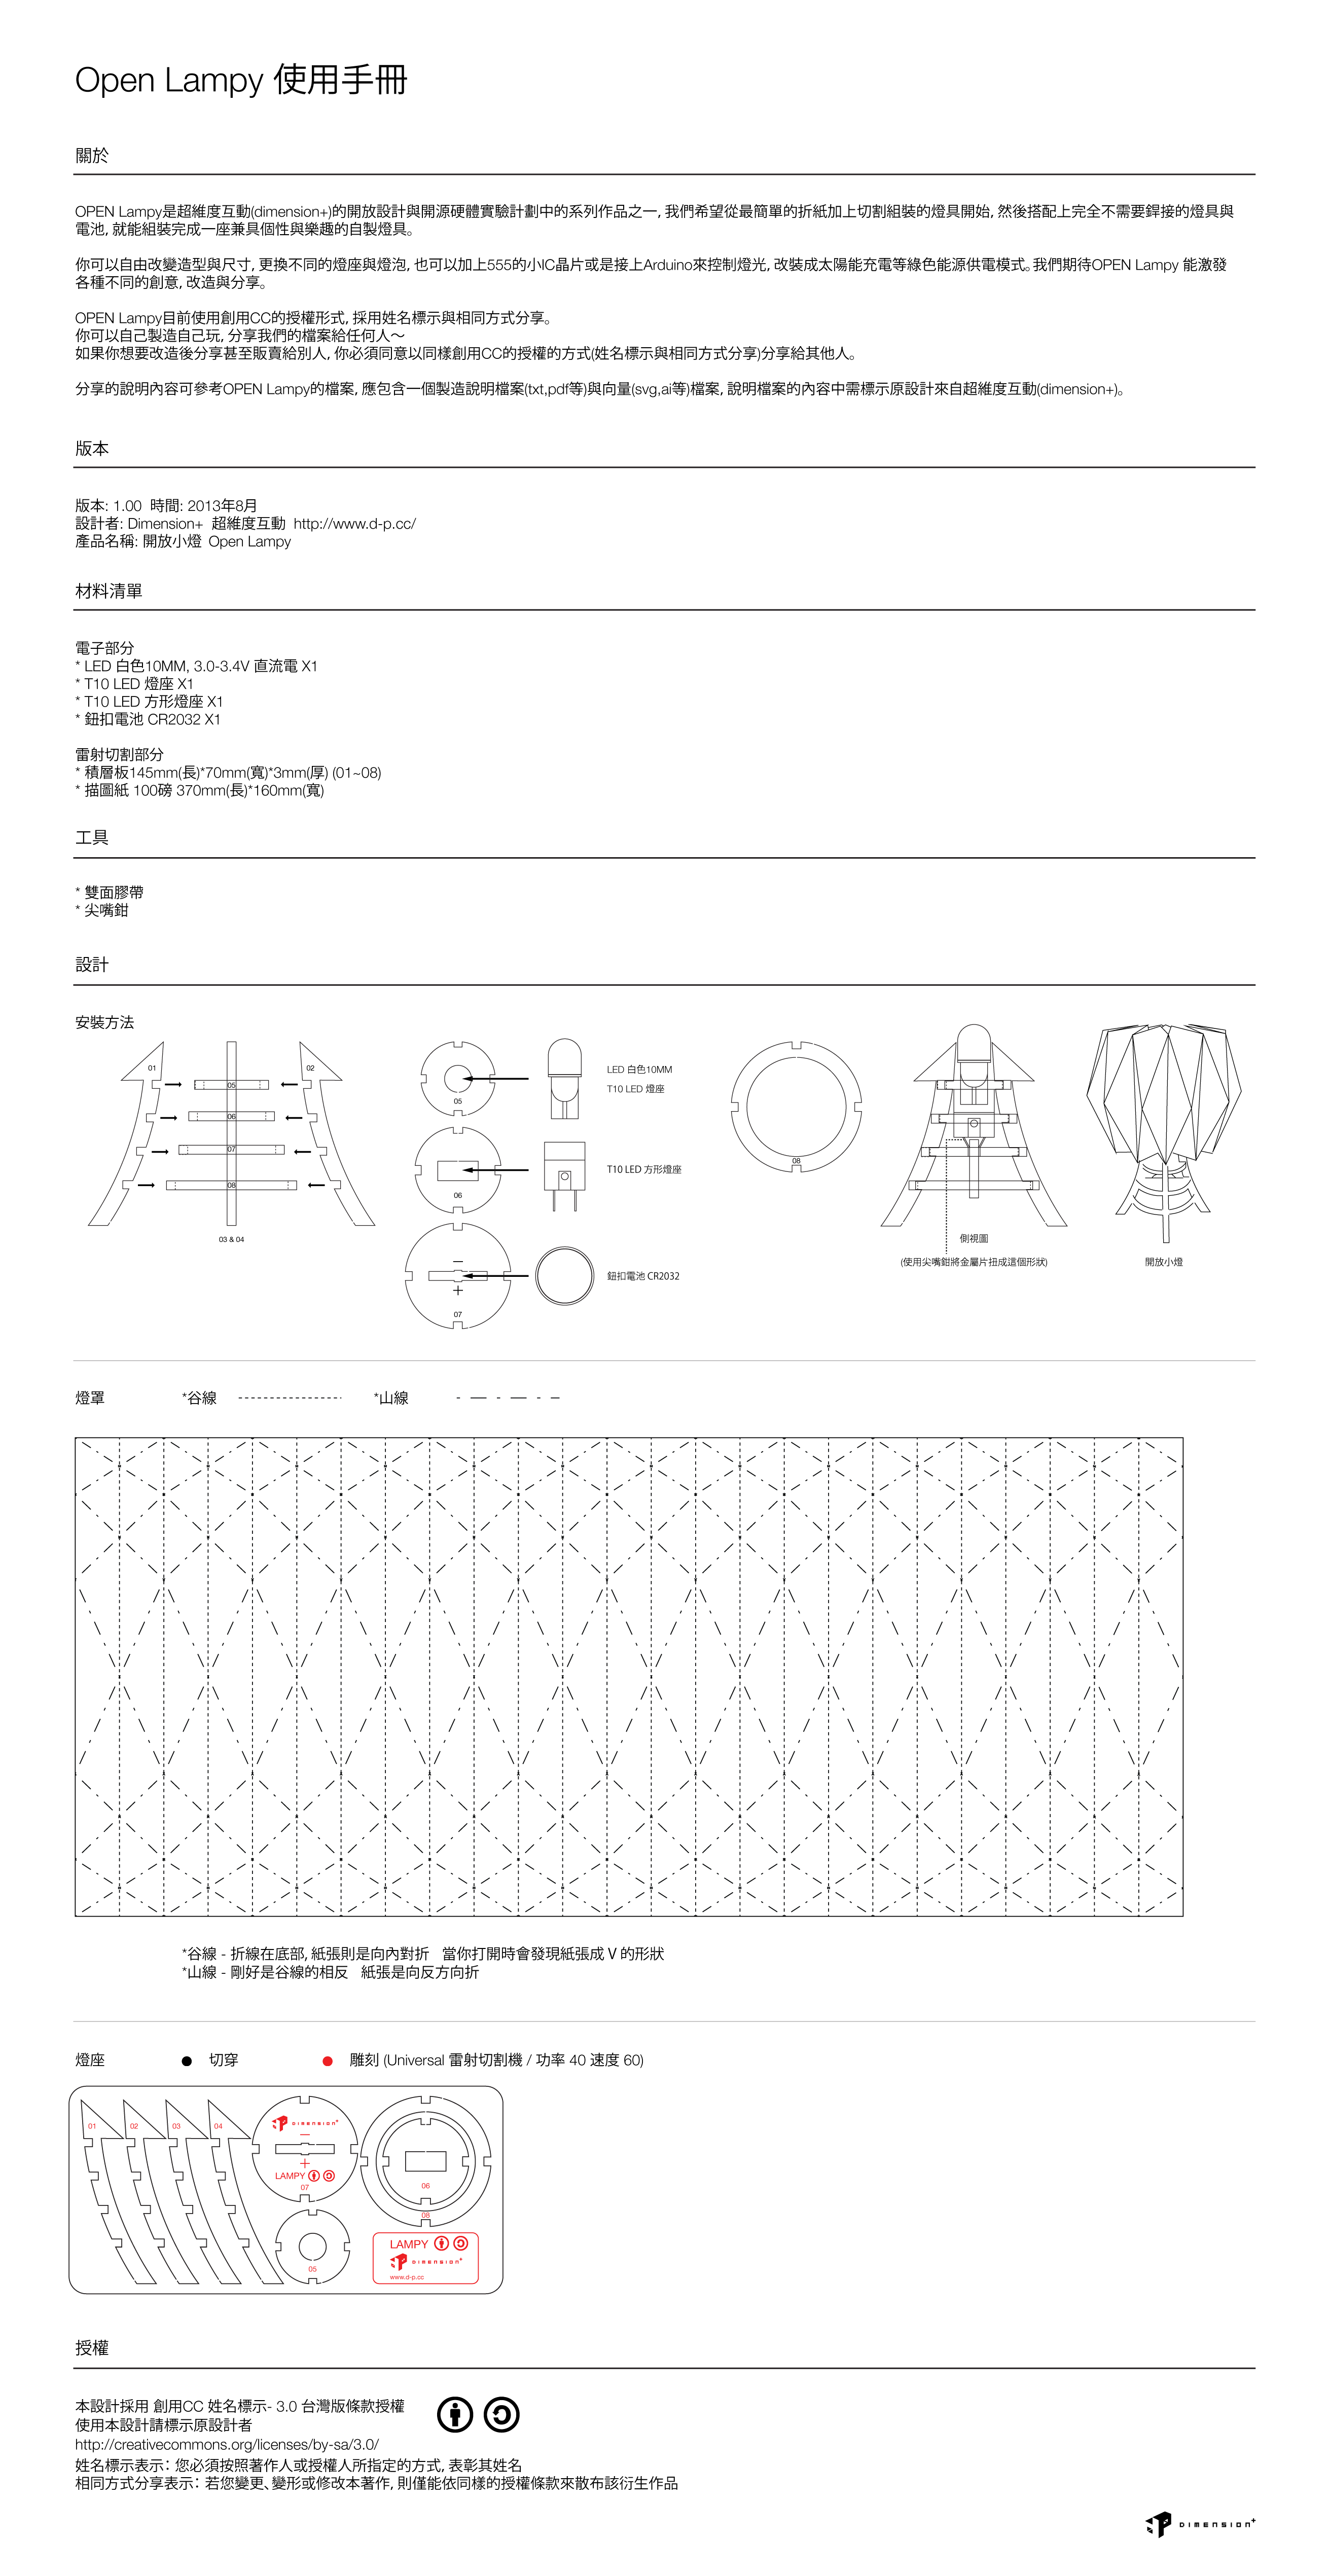 Open Lampy 使用手冊
關於
OPEN Lampy是超維度互動(dimension+)的開放設計與開源硬體實驗計劃中的系列作品之一, 我們希望從最簡單的折紙加上切割組裝的燈具開始, 然後搭配上完全不需要銲接的燈具與
電池, 就能組裝完成一座兼具個性與樂趣的自製燈具。
你可以自由改變造型與尺寸, 更換不同的燈座與燈泡, 也可以加上555的小IC晶片或是接上Arduino來控制燈光, 改裝成太陽能充電等綠色能源供電模式。我們期待OPEN Lampy 能激發
各種不同的創意, 改造與分享。
OPEN Lampy目前使用創用CC的授權形式, 採用姓名標示與相同方式分享。
你可以自己製造自己玩, 分享我們的檔案給任何人～
如果你想要改造後分享甚至販賣給別人, 你必須同意以同樣創用CC的授權的方式(姓名標示與相同方式分享)分享給其他人。
分享的說明內容可參考OPEN Lampy的檔案, 應包含一個製造說明檔案(txt,pdf等)與向量(svg,ai等)檔案, 說明檔案的內容中需標示原設計來自超維度互動(dimension+)。
版本
版本: 1.00 時間: 2013年8月
設計者: Dimension+ 超維度互動 http://www.d-p.cc/
產品名稱: 開放小燈 Open Lampy
材料清單
電子部分
* LED 白色10MM, 3.0-3.4V 直流電 X1
* T10 LED 燈座 X1
* T10 LED 方形燈座 X1
* 鈕扣電池 CR2032 X1
雷射切割部分
* 積層板145mm(長)*70mm(寬)*3mm(厚) (01~08)
* 描圖紙 100磅 370mm(長)*160mm(寬)
工具
* 雙面膠帶
* 尖嘴鉗
設計
安裝方法
01
02
05
06
07
08
03 & 04
05
LED 白色10MM
T10 LED 燈座
06
T10 LED 方形燈座
−
+
07
鈕扣電池 CR2032
08
側視圖
(使用尖嘴鉗將金屬片扭成這個形狀)
開放小燈
燈罩 *谷線 *山線
*谷線 - 折線在底部, 紙張則是向內對折 當你打開時會發現紙張成 V 的形狀
*山線 - 剛好是谷線的相反 紙張是向反方向折
燈座 切穿 雕刻 (Universal 雷射切割機 / 功率 40 速度 60)
01
02
03
04
DIMENSION+
−
+
LAMPY
07
05
06
08
LAMPY
DIMENSION+
www.d-p.cc
授權
本設計採用 創用CC 姓名標示- 3.0 台灣版條款授權
使用本設計請標示原設計者
http://creativecommons.org/licenses/by-sa/3.0/
姓名標示表示：您必須按照著作人或授權人所指定的方式, 表彰其姓名
相同方式分享表示：若您變更、變形或修改本著作, 則僅能依同樣的授權條款來散布該衍生作品
DIMENSION+